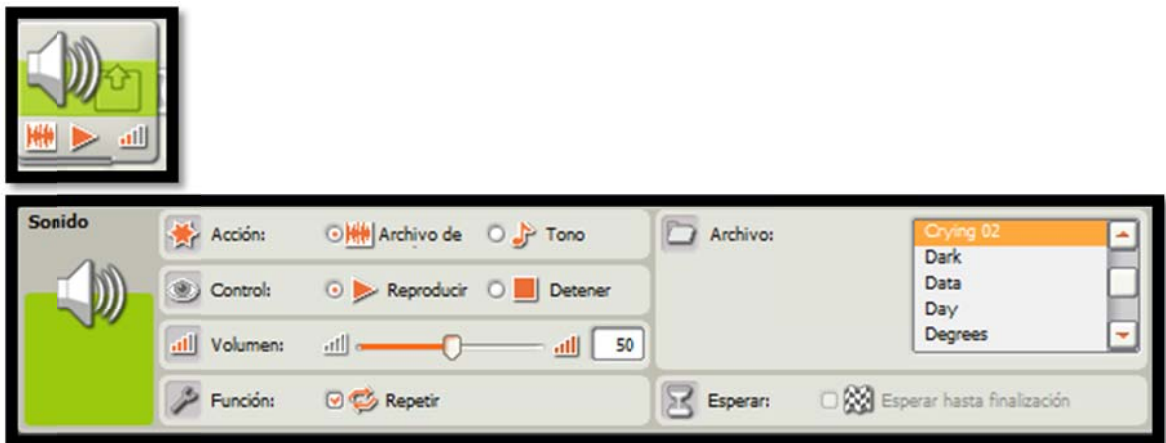 Sonido
Acción: Archivo de Tono
Control: Reproducir Detener
Volumen: 50
Función: Repetir
Archivo:
Crying 02
Dark
Data
Day
Degrees
Esperar: Esperar hasta finalización